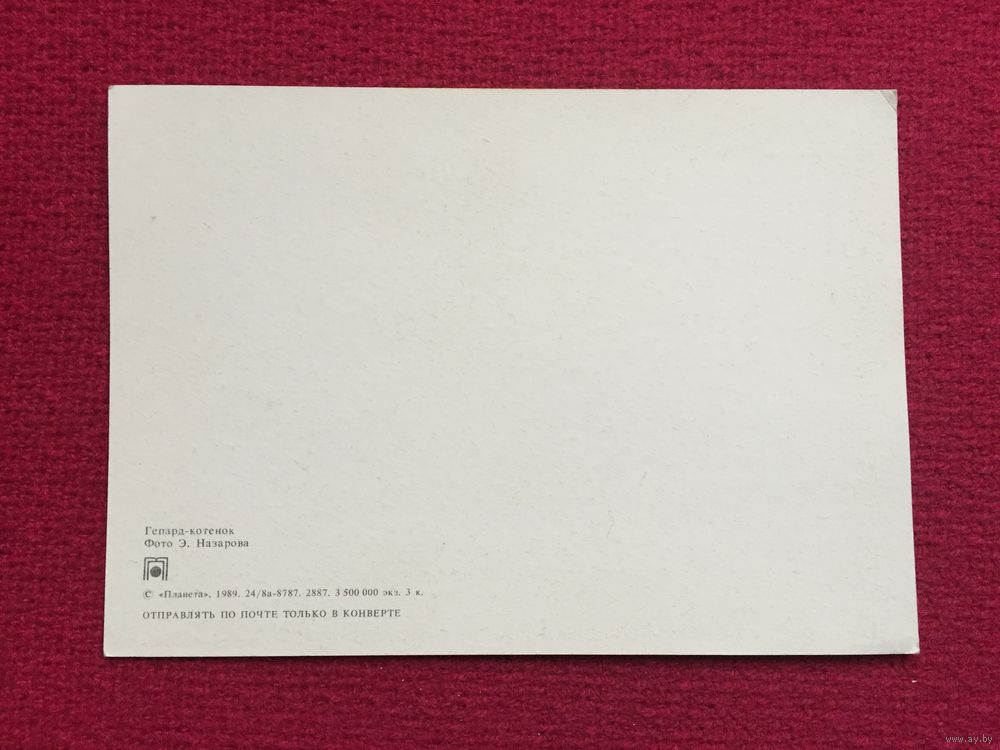 Гепард-котенок
Фото Э. Назарова
© «Планета», 1989. 24/8а-8787. 2887. 3 500 000 экз. 3 к.
ОТПРАВЛЯТЬ ПО ПОЧТЕ ТОЛЬКО В КОНВЕРТЕ
www.ay.by